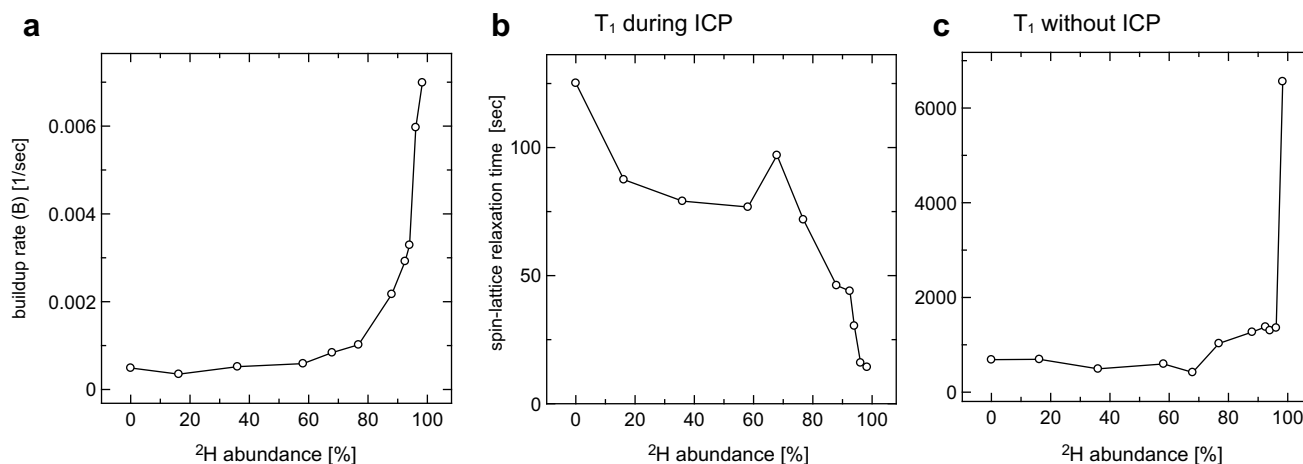 a
0.006
0.004
0.002
0
buildup rate (B) [1/sec]
0 20 40 60 80 100
²H abundance [%]
b
T₁ during ICP
100
50
0
spin-lattice relaxation time [sec]
0 20 40 60 80 100
²H abundance [%]
c
T₁ without ICP
6000
4000
2000
0
0 20 40 60 80 100
²H abundance [%]